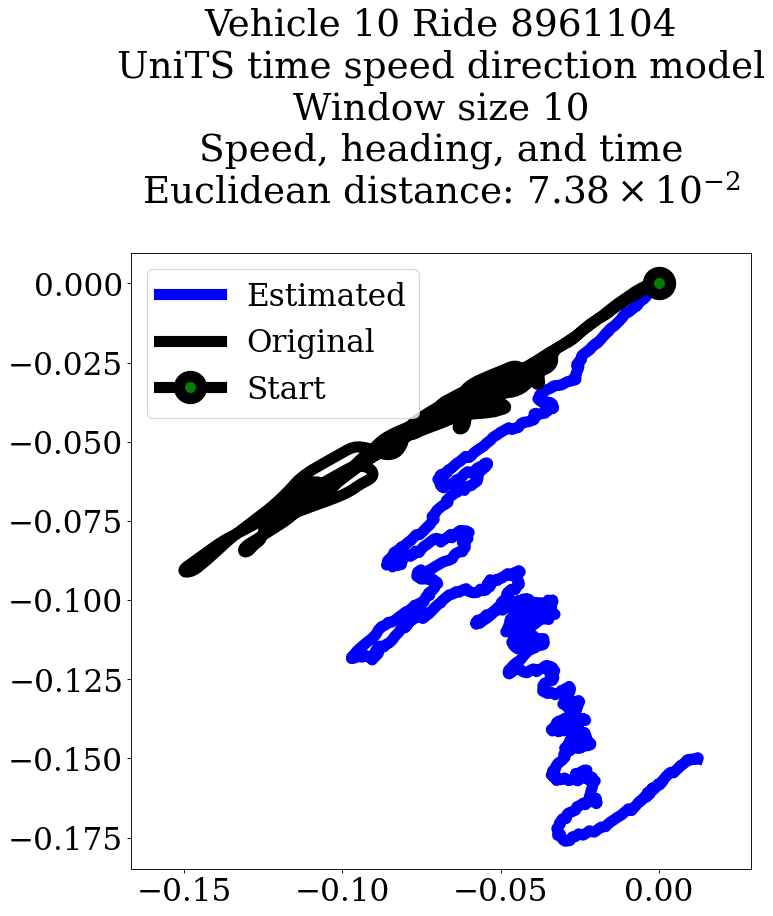 Vehicle 10 Ride 8961104
UniTS time speed direction model
Window size 10
Speed, heading, and time
Euclidean distance: 7.38 × 10⁻²
0.000
−0.025
−0.050
−0.075
−0.100
−0.125
−0.150
−0.175
Estimated
Original
Start
−0.15
−0.10
−0.05
0.00